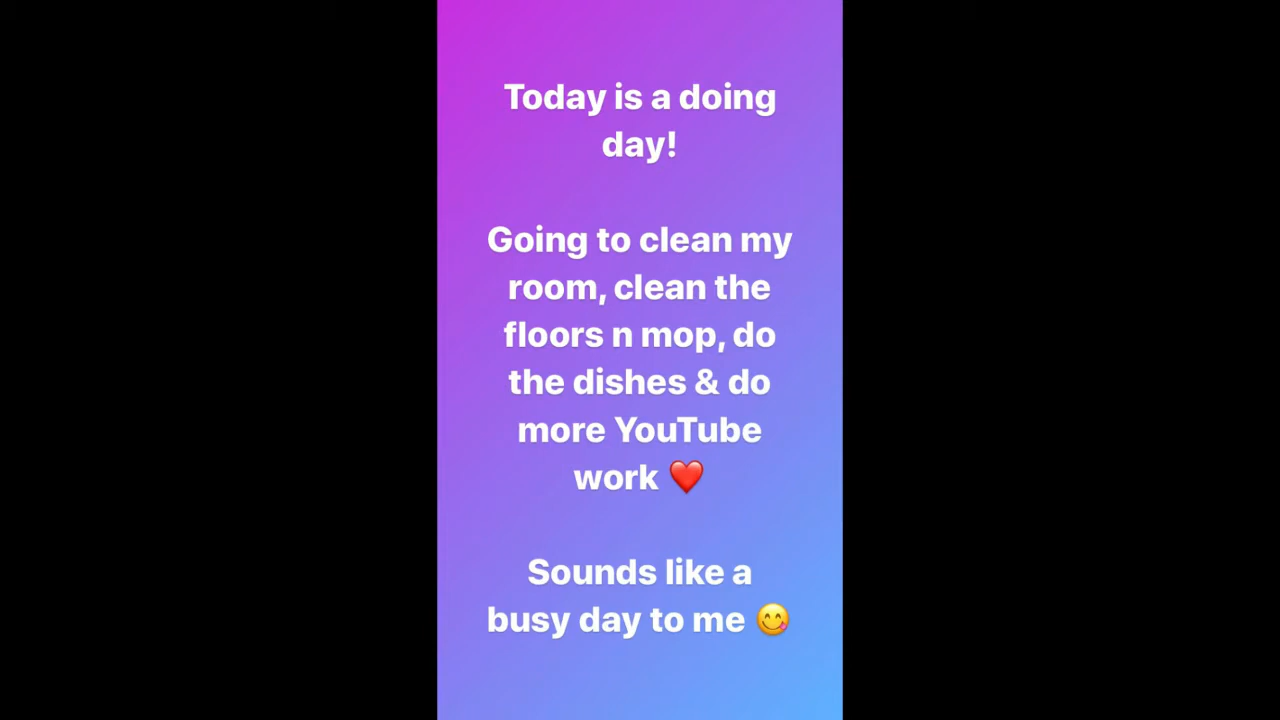 Today is a doing
day!
Going to clean my
room, clean the
floors n mop, do
the dishes & do
more YouTube
work ❤️
Sounds like a
busy day to me 😋